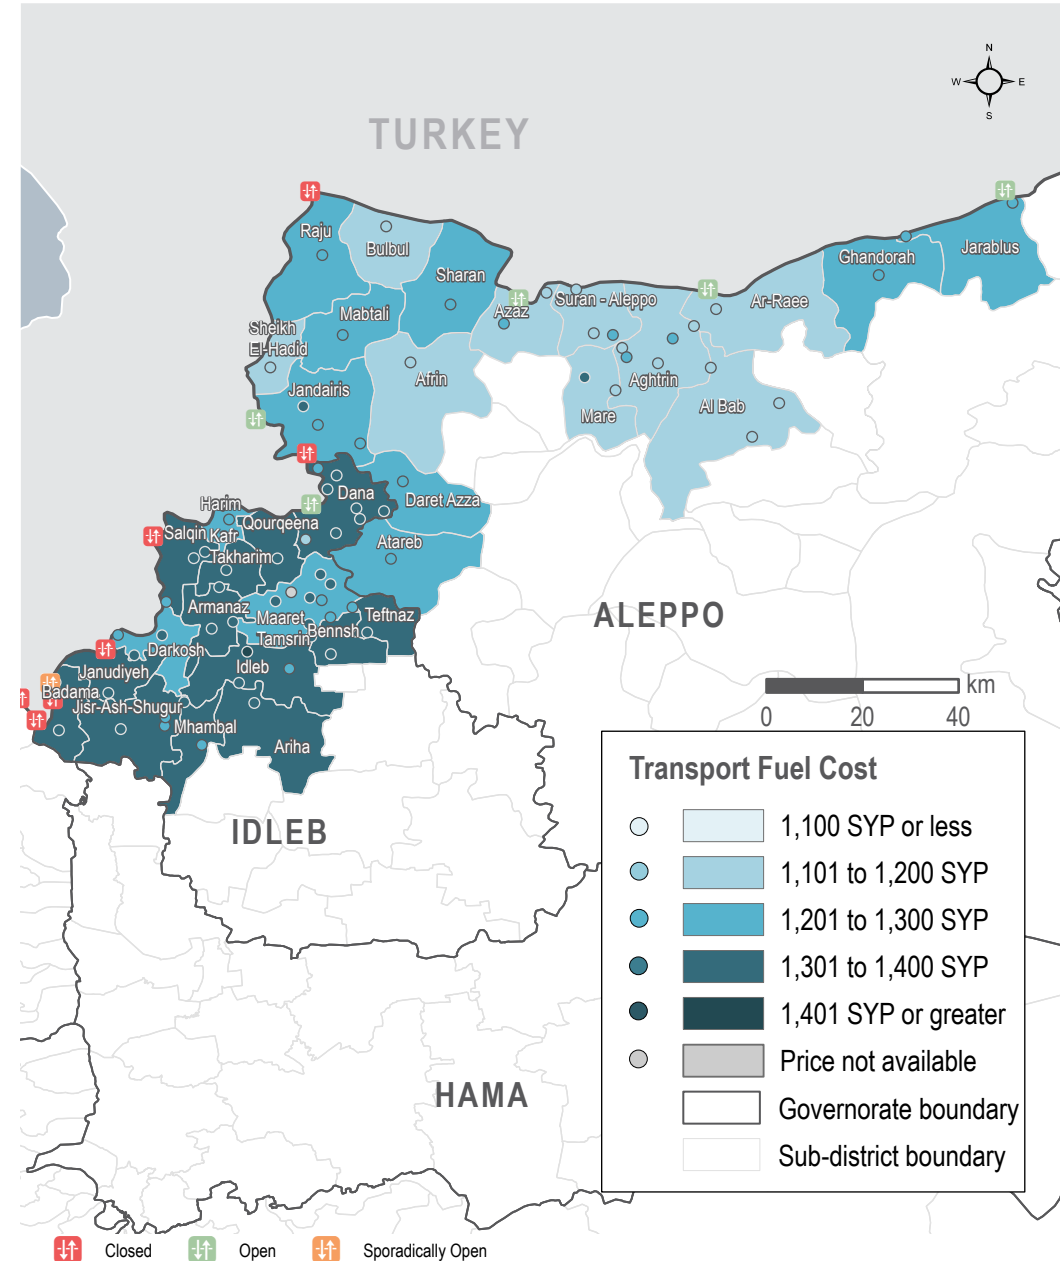 N
W E
S
TURKEY
Raju
Bulbul
Sharan
Jarablus
Ghandorah
Mabtali
Azaz
Suran - Aleppo
Ar-Raee
Sheikh
El-Hadid
Jandairis
Afrin
Aghtrin
Mare
Al Bab
Dana
Daret Azza
Harim
Qourqeena
Salqin
Kafr
Takharim
Atareb
Armanaz
Maaret
Tamsrin
Bennsh
Teftnaz
ALEPPO
Darkosh
Idleb
Janudiyeh
Badama
Jisr-Ash-Shugur
Mhambal
Ariha
km
0 20 40
IDLEB
HAMA
Transport Fuel Cost
1,100 SYP or less
1,101 to 1,200 SYP
1,201 to 1,300 SYP
1,301 to 1,400 SYP
1,401 SYP or greater
Price not available
Governorate boundary
Sub-district boundary
Closed Open Sporadically Open